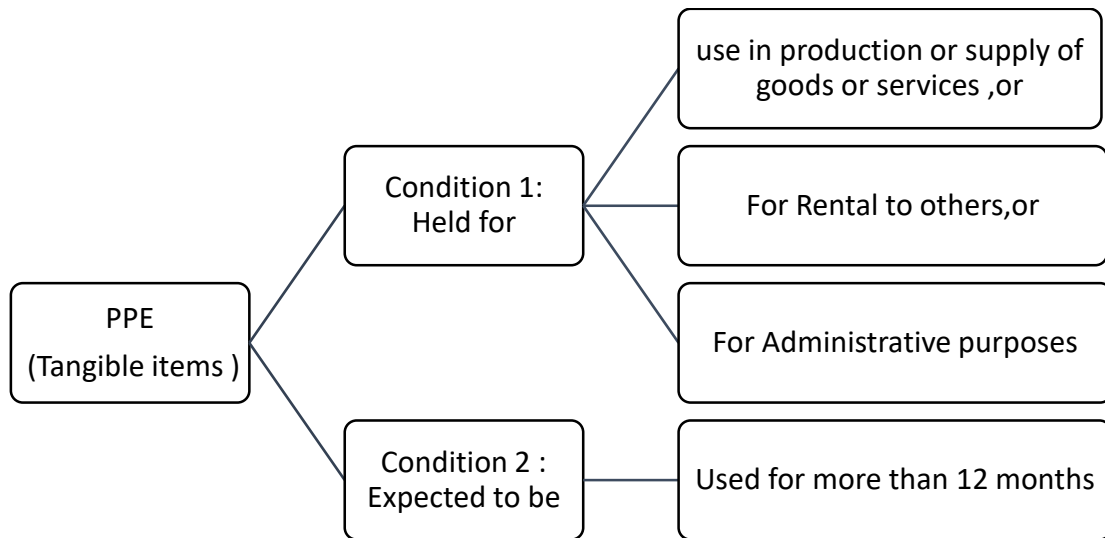 PPE
(Tangible items )
Condition 1:
Held for
use in production or supply of
goods or services ,or
For Rental to others,or
For Administrative purposes
Condition 2 :
Expected to be
Used for more than 12 months